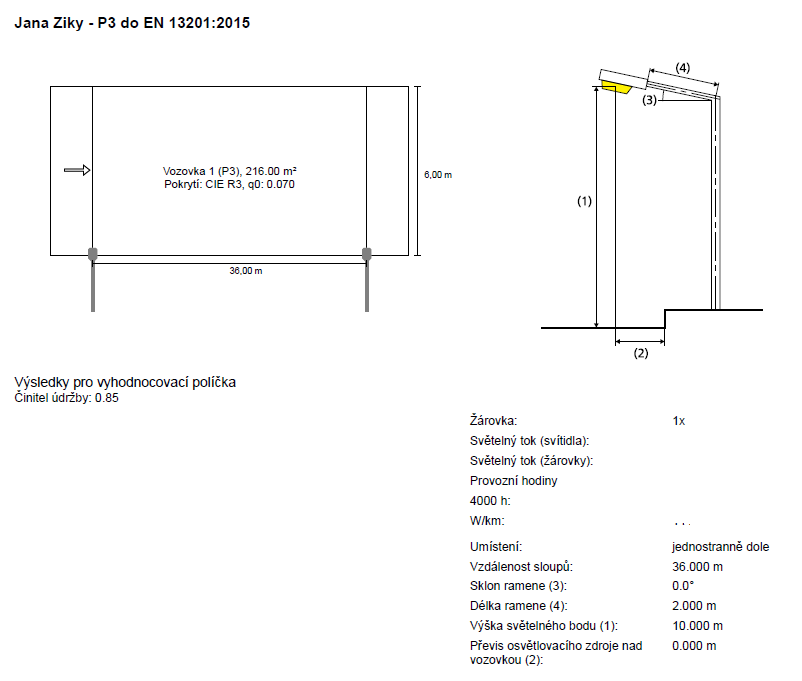 Jana Ziky - P3 do EN 13201:2015
(4)
(3)
Vozovka 1 (P3), 216.00 m²
Pokrytí: CIE R3, q0: 0.070
6,00 m
(1)
36,00 m
(2)
Výsledky pro vyhodnocovací políčka
Činitel údržby: 0.85
Žárovka: 1x
Světelný tok (svítidla):
Světelný tok (žárovky):
Provozní hodiny
4000 h:
W/km:
Umístení: jednostranně dole
Vzdálenost sloupů: 36.000 m
Sklon ramene (3): 0.0°
Délka ramene (4): 2.000 m
Výška světelného bodu (1): 10.000 m
Převis osvětlovacího zdroje nad 0.000 m
vozovkou (2):